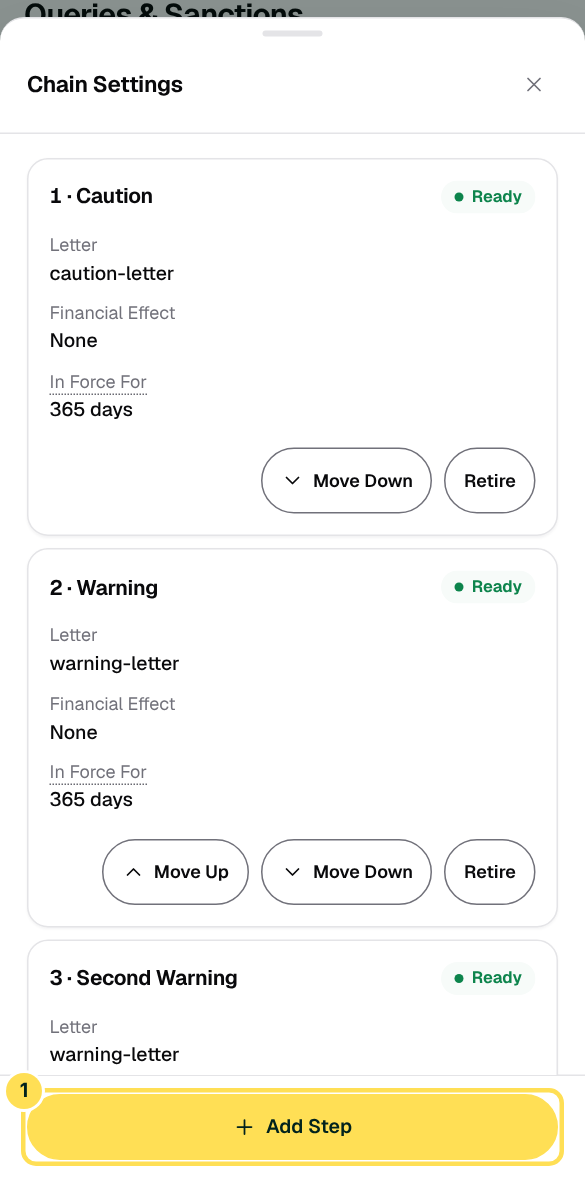 Queries & Sanctions
Chain Settings
1 · Caution
Ready
Letter
caution-letter
Financial Effect
None
In Force For
365 days
Move Down
Retire
2 · Warning
Ready
Letter
warning-letter
Financial Effect
None
In Force For
365 days
Move Up
Move Down
Retire
3 · Second Warning
Ready
Letter
warning-letter
1
+ Add Step